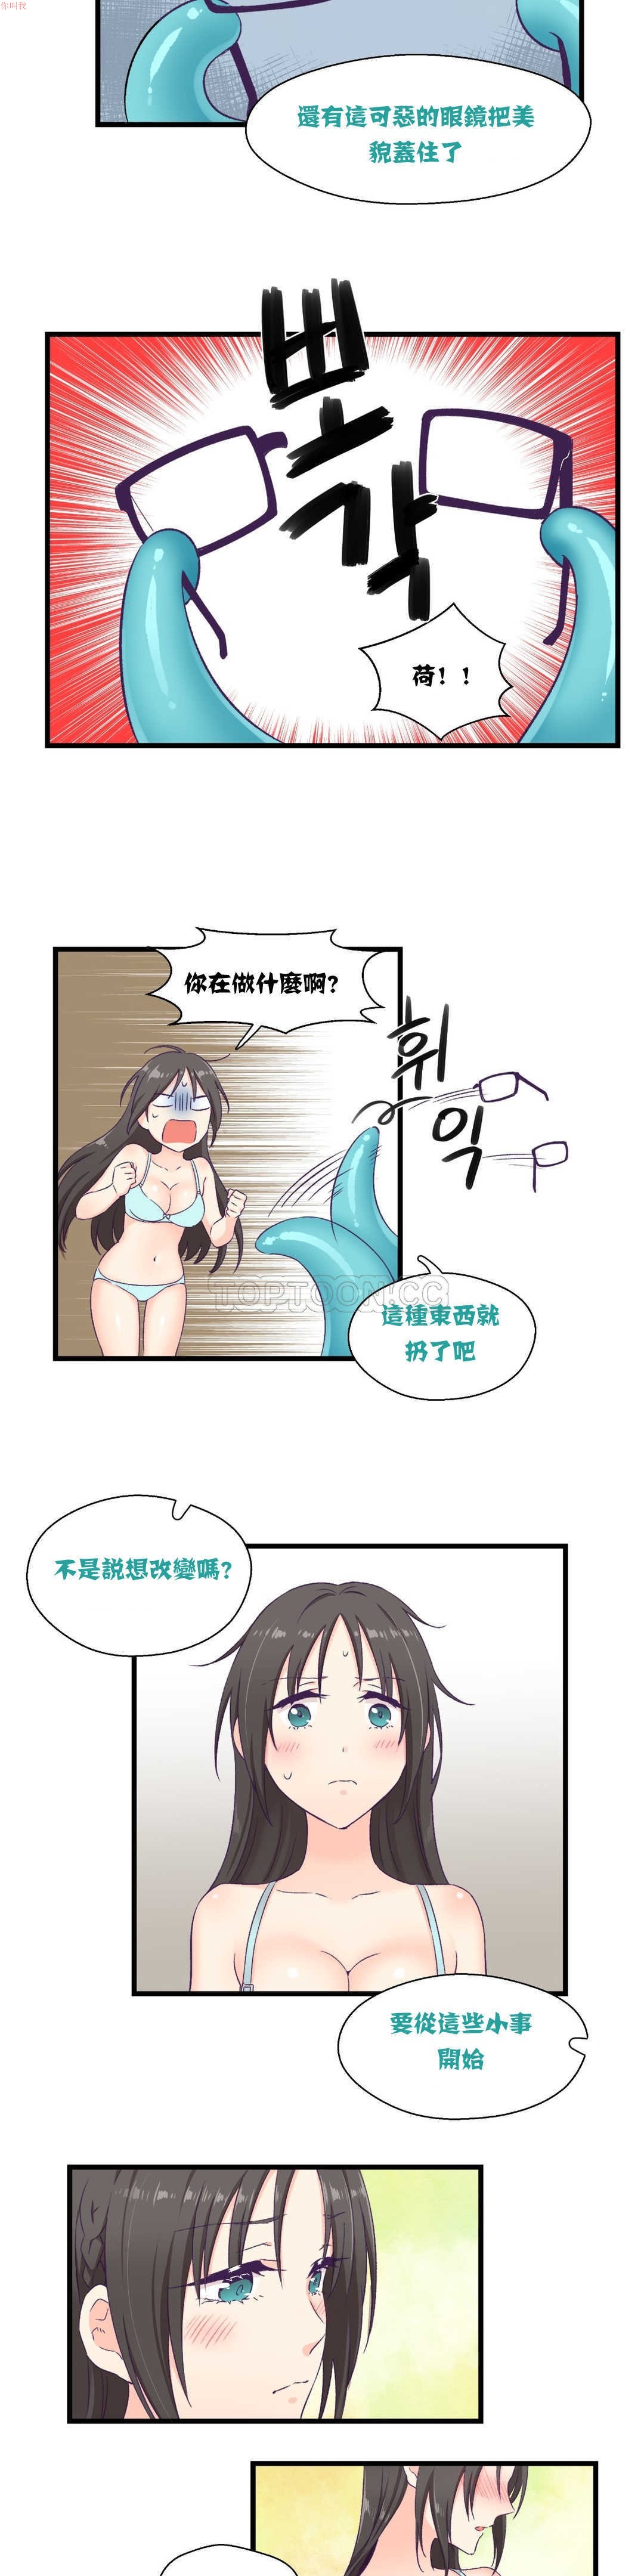 你叫我
還有這可惡的眼鏡把美
貌蓋住了
빠
각
荷！！
你在做什麼啊?
휘
익
TOPTOON.CC
這種東西就
扔了吧
不是説想改變嗎?
要從這些小事
開始